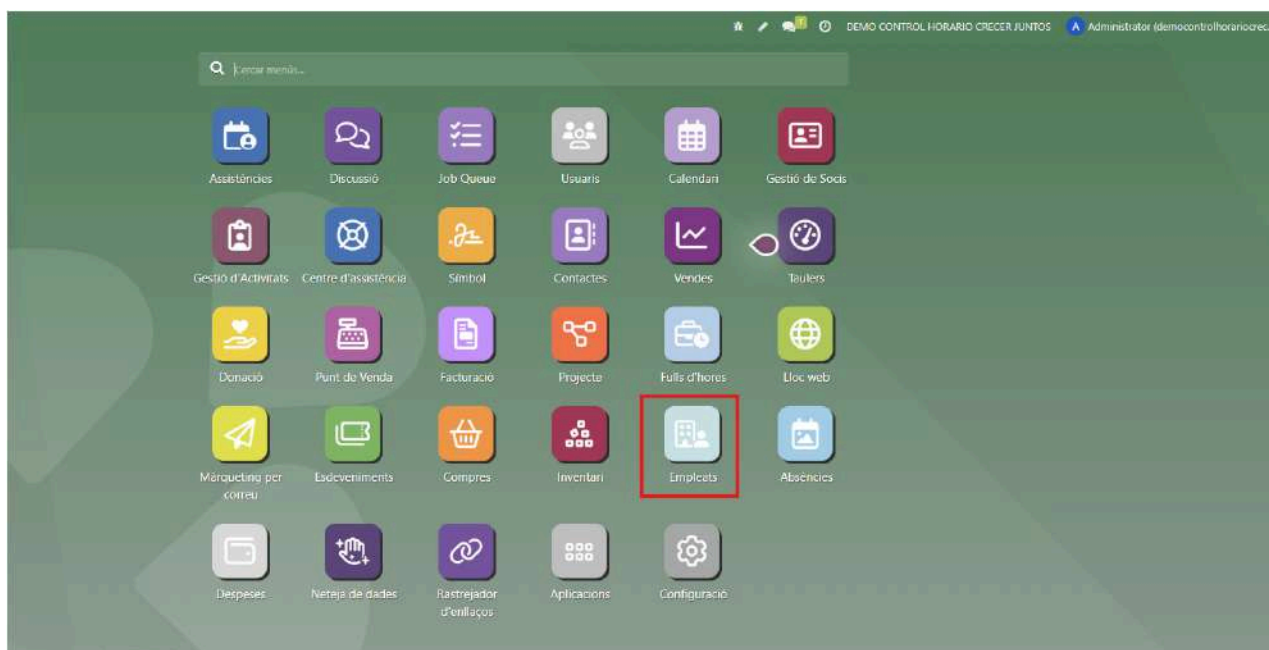 1
DEMO CONTROL HORARIO CRECER JUNTOS
A
Administrator (democontrolhorariocrec
Cercar menús...
Assistències Discussió Job Queue Usuaris Calendari Gestió de Socis
Gestió d'Activitats Centre d'assistència Símbol Contactes Vendes Taulers
Donació Punt de Venda Facturació Projecte Fulls d'hores Lloc web
Màrqueting per correu Esdeveniments Compres Inventari Empleats Absències
Despeses Neteja de dades Rastrejador d'enllaços Aplicacions Configuració